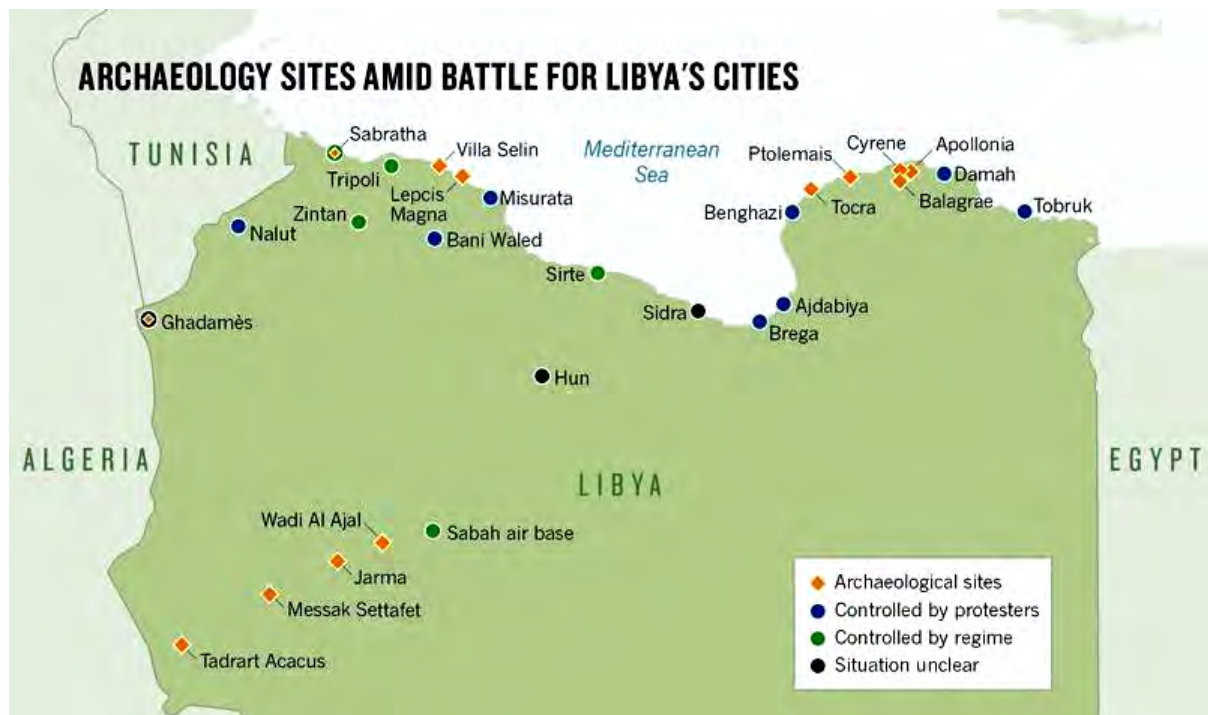 ARCHAEOLOGY SITES AMID BATTLE FOR LIBYA'S CITIES
TUNISIA
Sabratha
Tripoli
Villa Selin
Lepcis
Magna
Misurata
Zintan
Nalut
Bani Waled
Mediterranean
Sea
Ptolemais
Cyrene
Apollonia
Damah
Balagrae
Tocra
Benghazi
Tobruk
Sirte
Sidra
Ajdabiya
Brega
Ghadamès
Hun
ALGERIA
LIBYA
EGYPT
Wadi Al Ajal
Sabah air base
Jarma
Messak Settafet
Tadrart Acacus
Archaeological sites
Controlled by protesters
Controlled by regime
Situation unclear